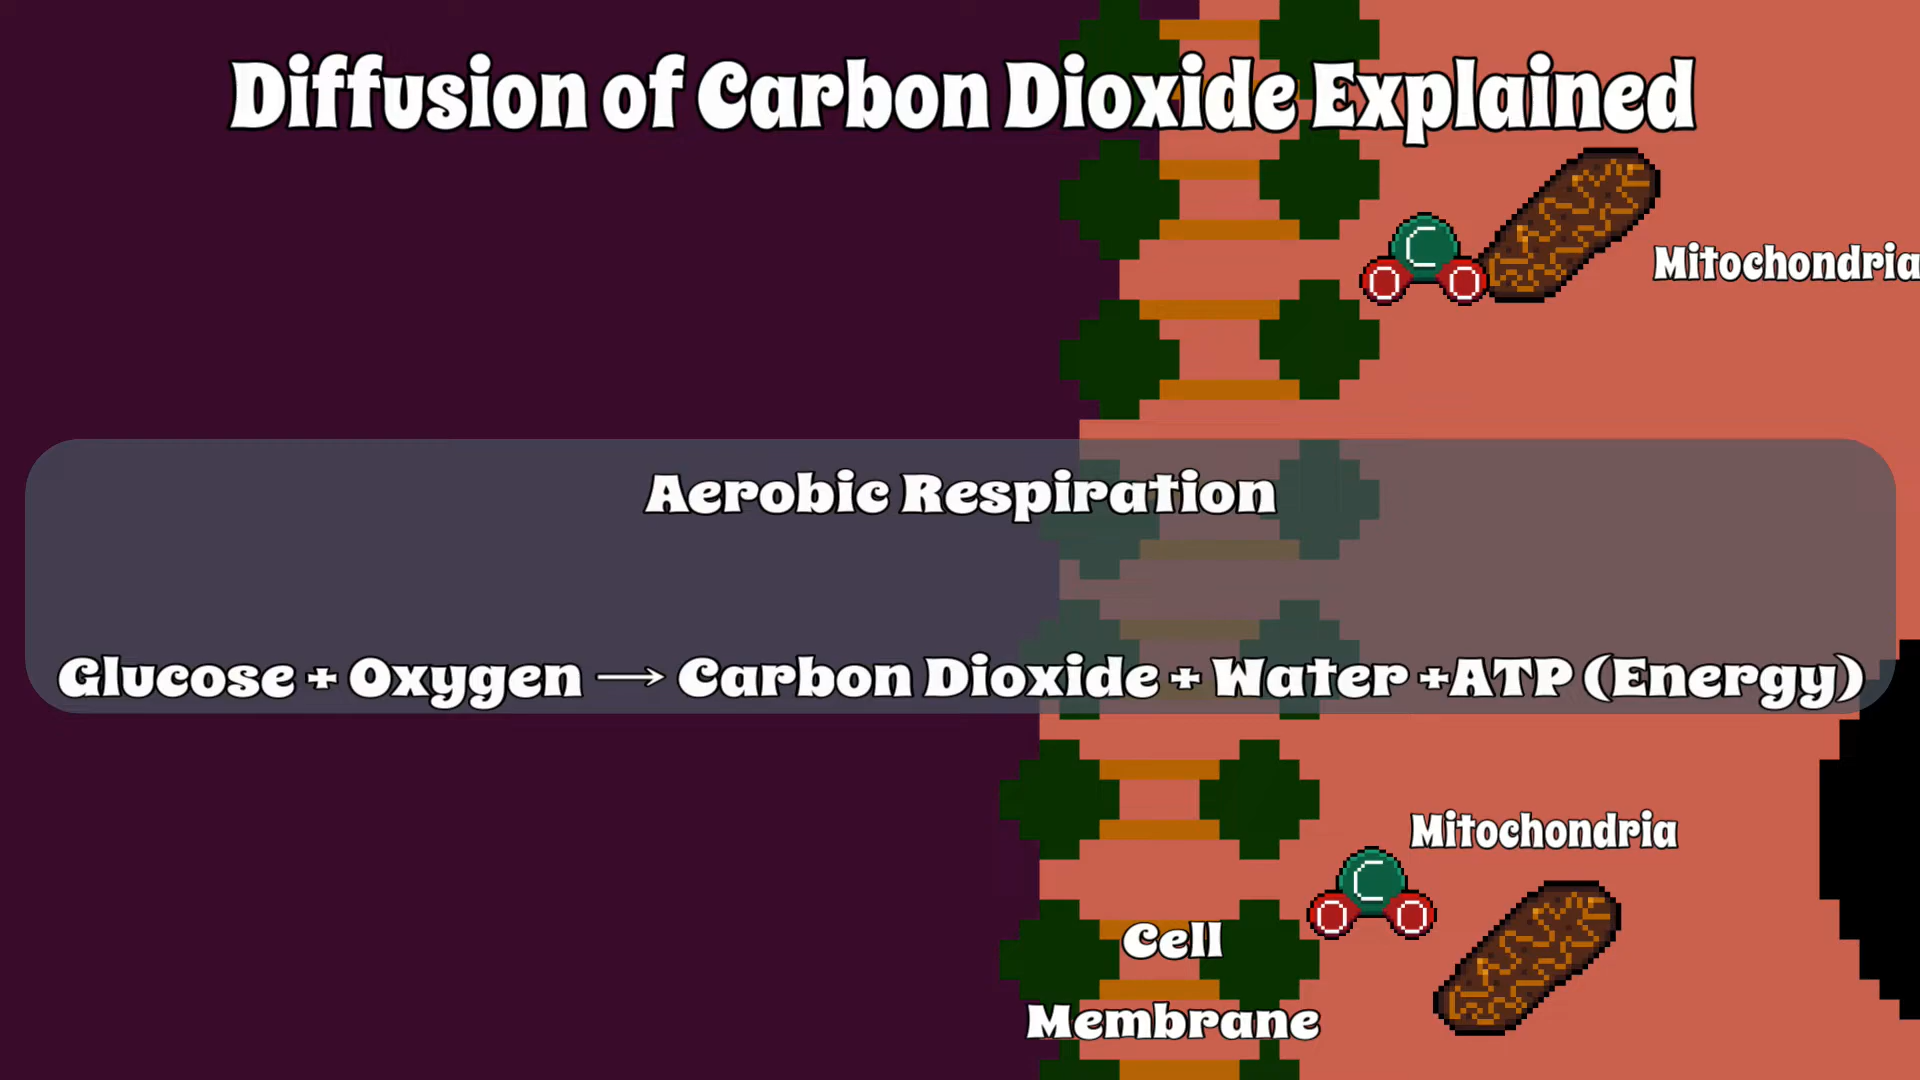 Diffusion of Carbon Dioxide Explained
C
O O
Mitochondria
Aerobic Respiration
Glucose + Oxygen → Carbon Dioxide + Water +ATP (Energy)
Mitochondria
C
O O
Cell
Membrane